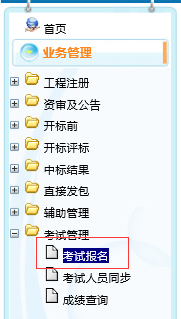 首页
业务管理
工程注册
资审及公告
开标前
开标评标
中标结果
直接发包
辅助管理
考试管理
考试报名
考试人员同步
成绩查询